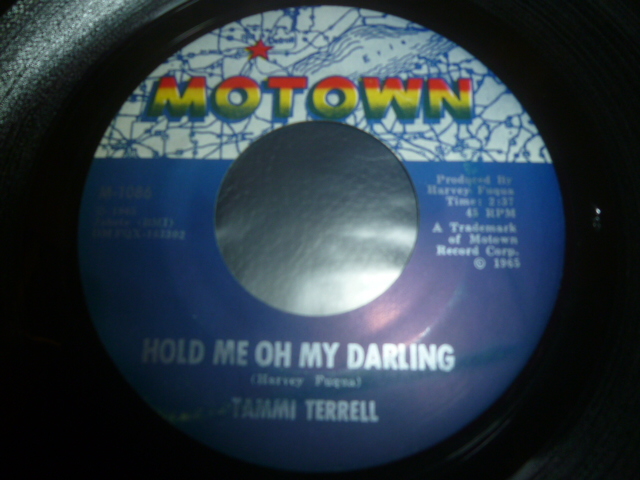 MOTOWN
M-1086
Produced By
Harvey Fuqua
Time: 2:37
45 RPM
A Trademark
of Motown
Record Corp.
© 1965
HOLD ME OH MY DARLING
(Harvey Fuqua)
TAMMI TERRELL